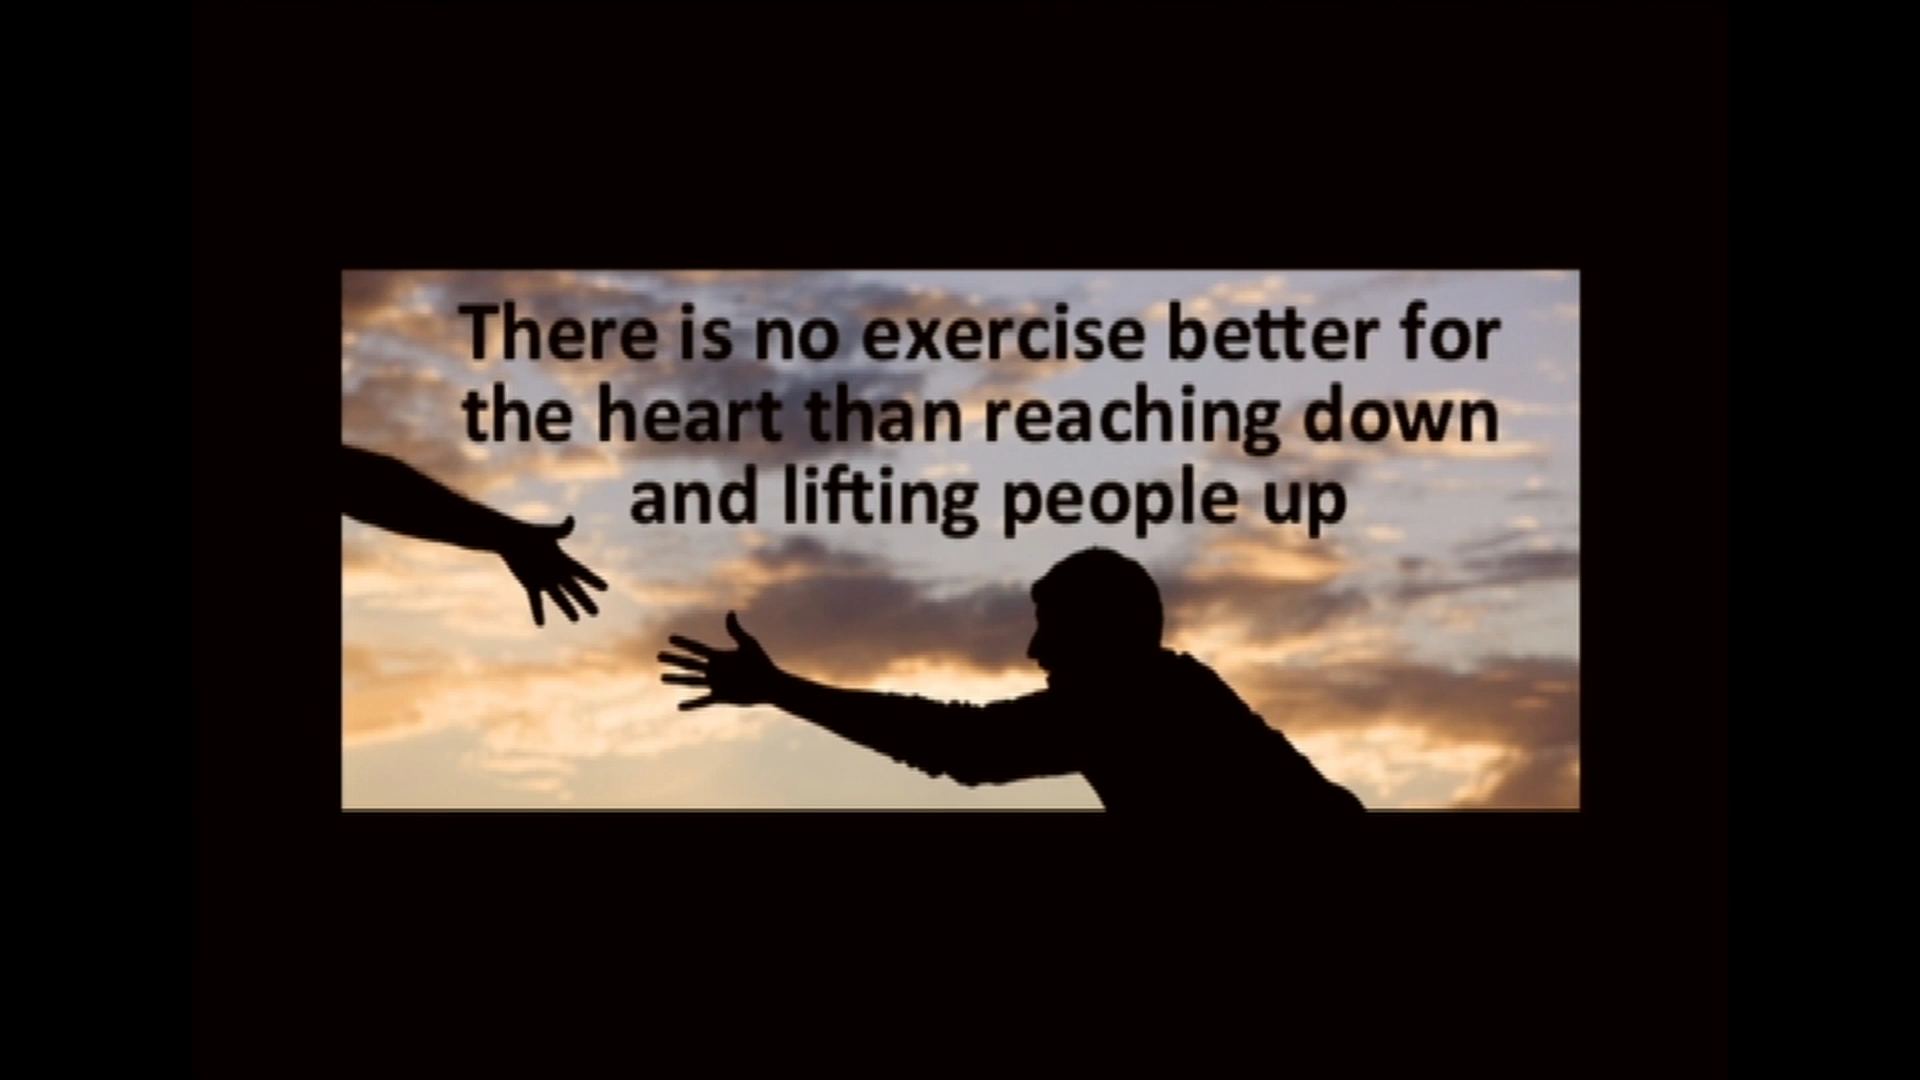 There is no exercise better for
the heart than reaching down
and lifting people up